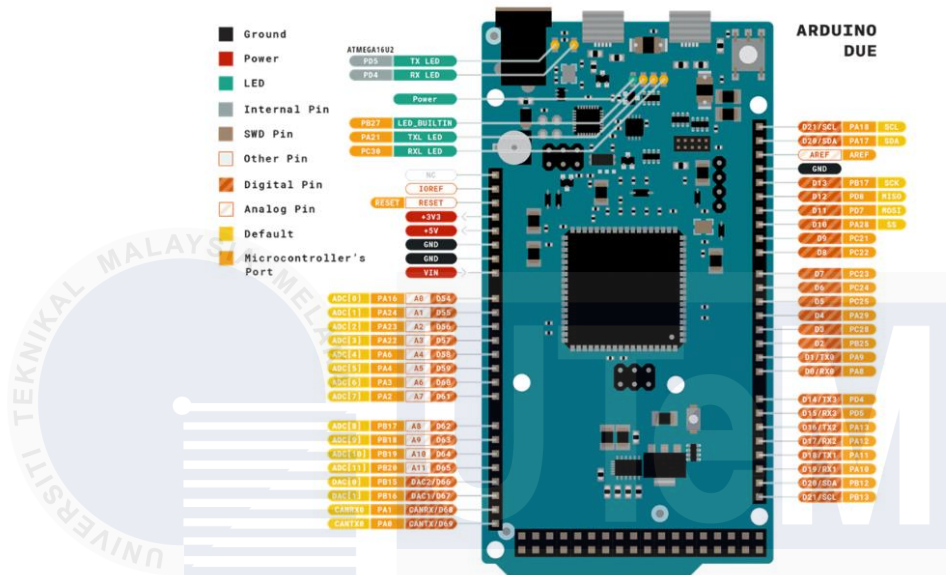 ARDUINO
DUE
Ground
Power
LED
Internal Pin
SWD Pin
Other Pin
Digital Pin
Analog Pin
Default
Microcontroller's
Port
ATMEGA16U2
PD5 TX LED
PD4 RX LED
Power
PB27 LED_BUILTIN
PA21 TXL LED
PC30 RXL LED
NC
IOREF
RESET RESET
+3V3
+5V
GND
GND
VIN
ADC[0] PA16 A0 D54
ADC[1] PA24 A1 D55
ADC[2] PA23 A2 D56
ADC[3] PA22 A3 D57
ADC[4] PA6 A4 D58
ADC[5] PA4 A5 D59
ADC[6] PA3 A6 D60
ADC[7] PA2 A7 D61
ADC[8] PB17 A8 D62
ADC[9] PB18 A9 D63
ADC[10] PB19 A10 D64
ADC[11] PB20 A11 D65
DAC[0] PB15 DAC2/D66
DAC[1] PB16 DAC1/D67
CANRX0 PA1 CANRX/D68
CANTX0 PA0 CANTX/D69
D21/SCL PA18 SCL
D20/SDA PA17 SDA
AREF AREF
GND
D13 PB17 SCK
D12 PD8 MISO
D11 PD7 MOSI
D10 PA28 SS
D9 PC21
D8 PC22
D7 PC23
D6 PC24
D5 PC25
D4 PA29
D3 PC28
D2 PB25
D1/TX0 PA9
D0/RX0 PA8
D14/TX3 PD4
D15/RX3 PD5
D16/TX2 PA13
D17/RX2 PA12
D18/TX1 PA11
D19/RX1 PA10
D20/SDA PB12
D21/SCL PB13
UNIVERSITI TEKNIKAL MALAYSIA MELAKA
UTeM